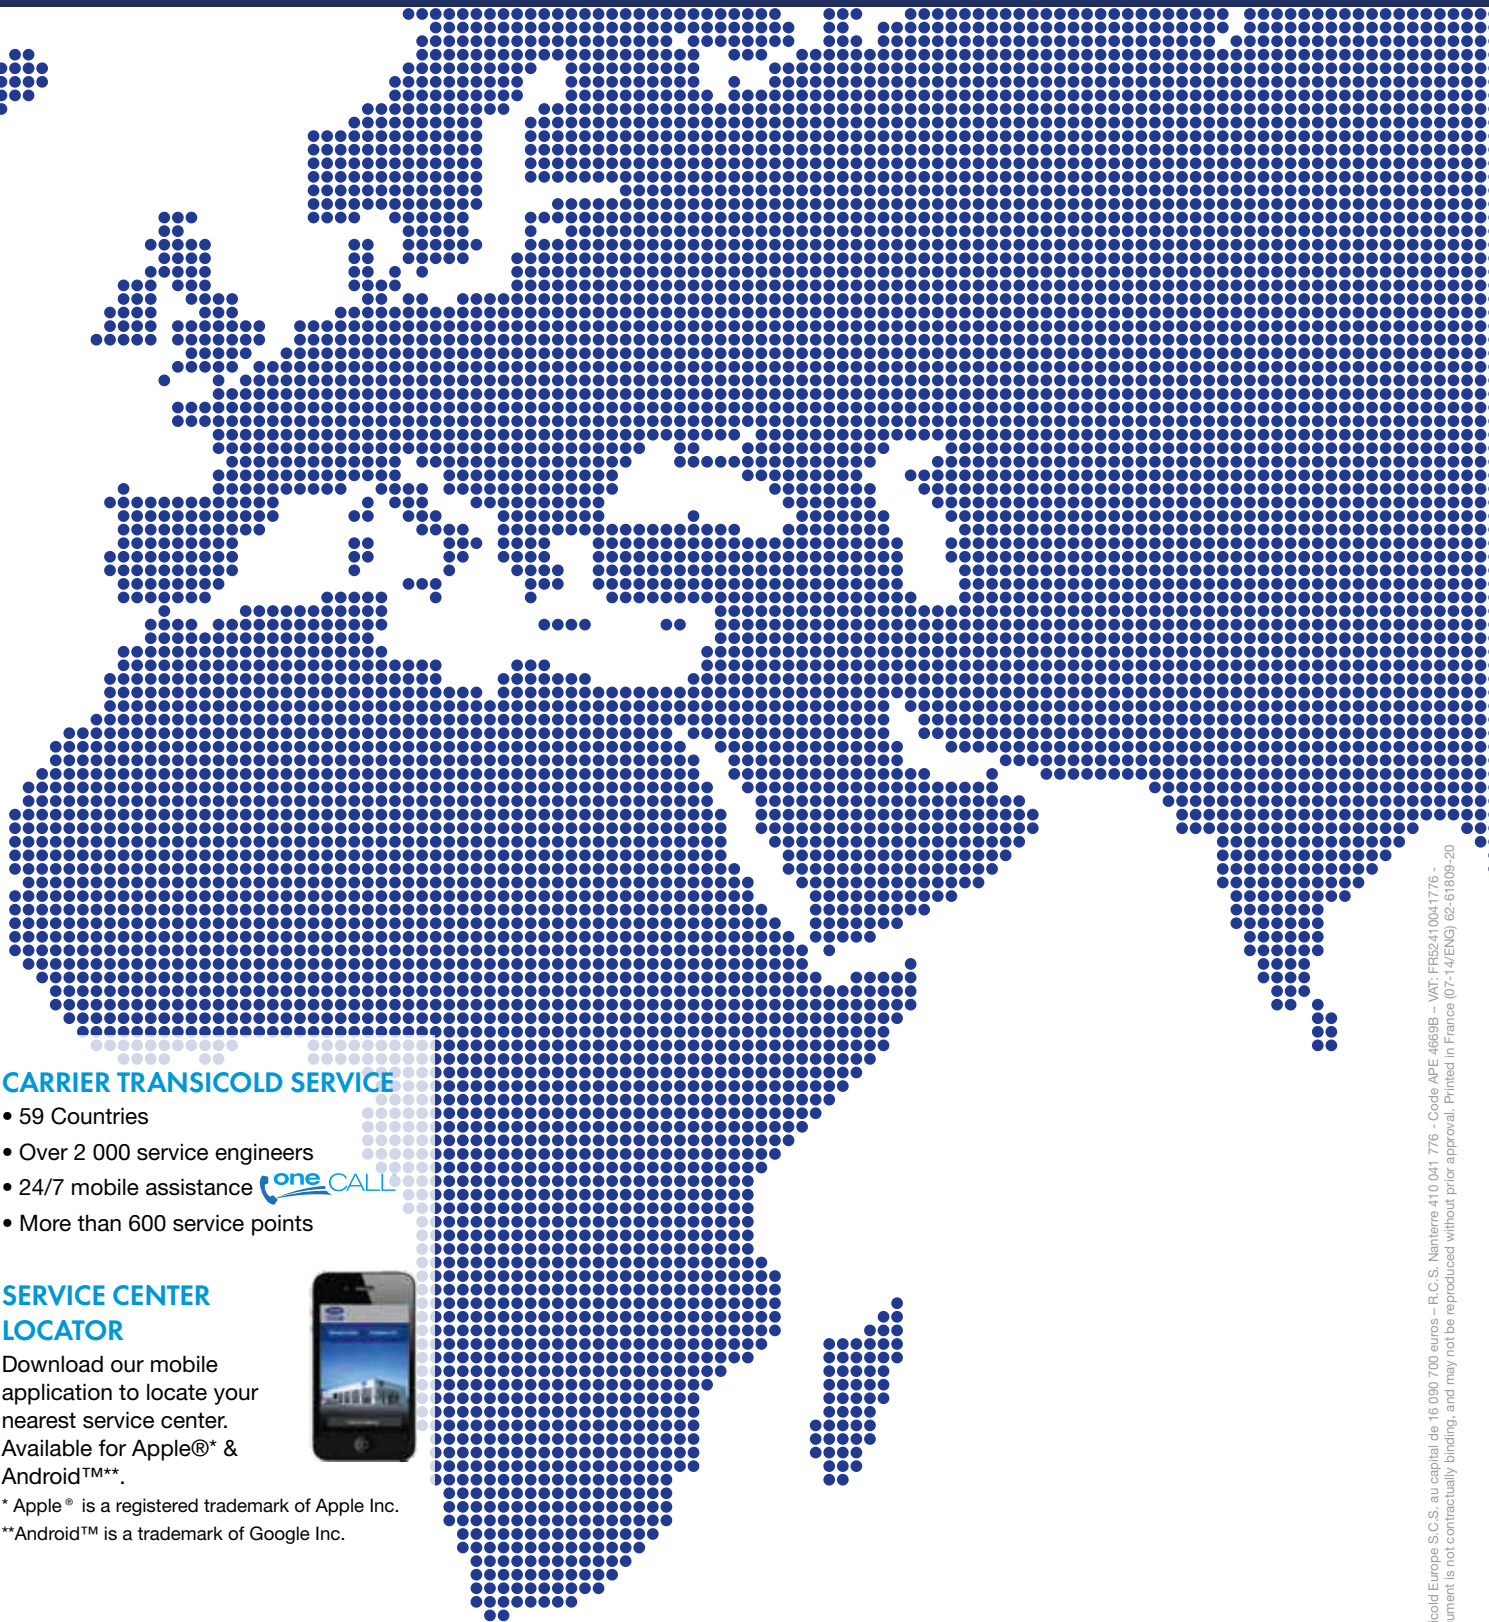 CARRIER TRANSICOLD SERVICE
• 59 Countries
• Over 2 000 service engineers
• 24/7 mobile assistance one CALL
• More than 600 service points
SERVICE CENTER
LOCATOR
Download our mobile
application to locate your
nearest service center.
Available for Apple®* &
Android™**.
* Apple® is a registered trademark of Apple Inc.
**Android™ is a trademark of Google Inc.
icold Europe S.C.S. au capital de 16 090 700 euros – R.C.S. Nanterre 410 041 776 - Code APE 4669B – VAT: FR52410041776 -
ument is not contractually binding, and may not be reproduced without prior approval. Printed in France (07-14/ENG) 62-61809-20